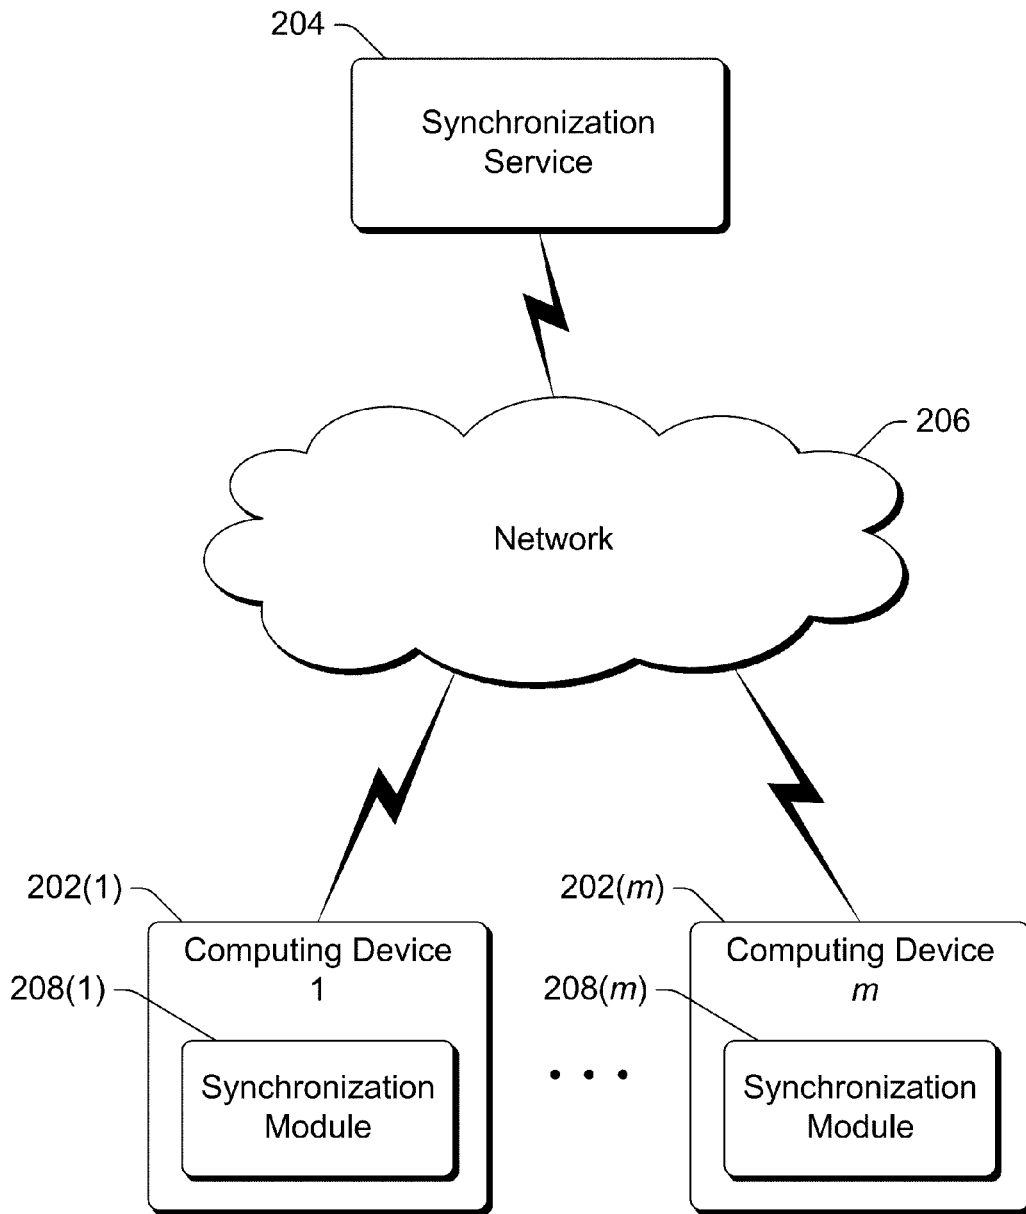 204
Synchronization
Service
206
Network
202(1)
Computing Device
1
208(1)
Synchronization
Module
. . .
202(m)
Computing Device
m
208(m)
Synchronization
Module